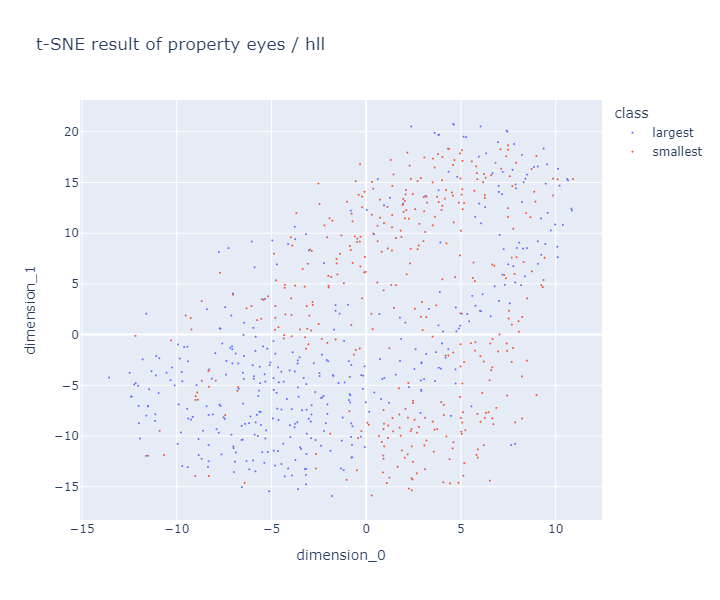 t-SNE result of property eyes / hll
class
largest
smallest
20
15
10
5
0
−5
−10
−15
dimension_1
−15
−10
−5
0
5
10
dimension_0